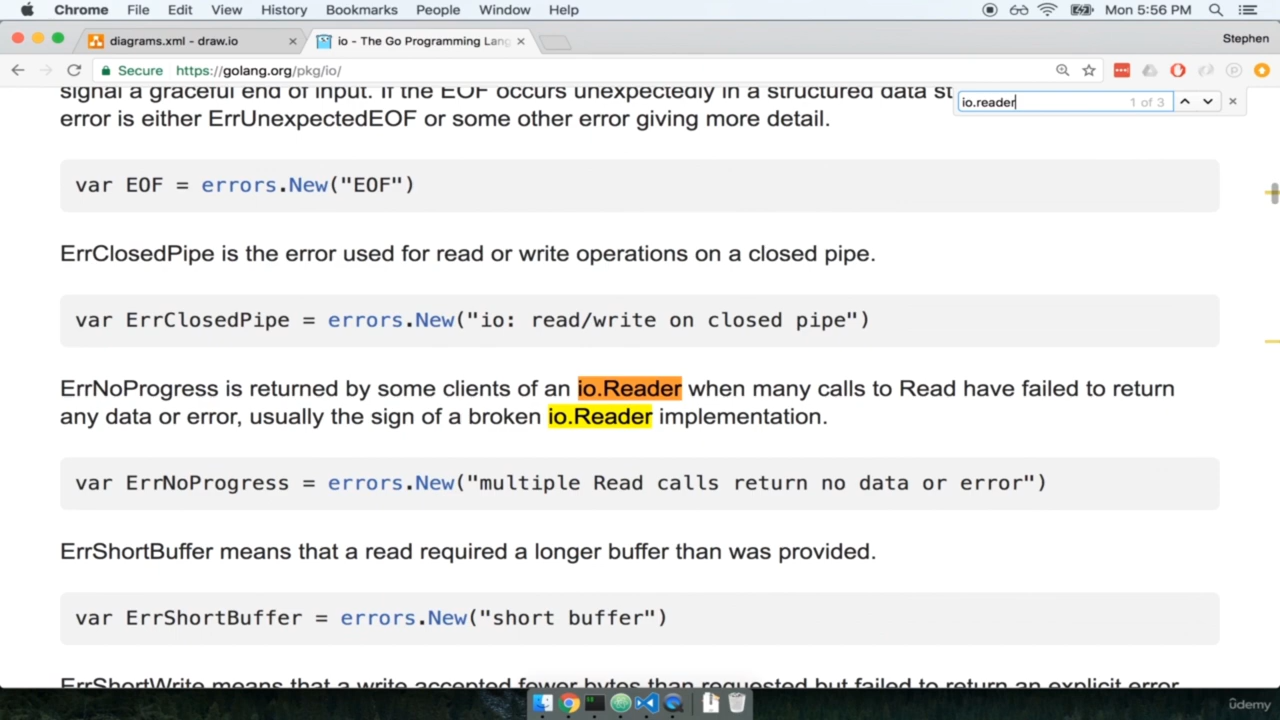 Chrome File Edit View History Bookmarks People Window Help Mon 5:56 PM
diagrams.xml - draw.io × io - The Go Programming Lang × Stephen
Secure https://golang.org/pkg/io/
signal a graceful end of input. If the EOF occurs unexpectedly in a structured data st
io.reader 1 of 3
error is either ErrUnexpectedEOF or some other error giving more detail.
var EOF = errors.New("EOF")
ErrClosedPipe is the error used for read or write operations on a closed pipe.
var ErrClosedPipe = errors.New("io: read/write on closed pipe")
ErrNoProgress is returned by some clients of an io.Reader when many calls to Read have failed to return
any data or error, usually the sign of a broken io.Reader implementation.
var ErrNoProgress = errors.New("multiple Read calls return no data or error")
ErrShortBuffer means that a read required a longer buffer than was provided.
var ErrShortBuffer = errors.New("short buffer")
ErrShortWrite means that a write accepted fewer bytes than requested but failed to return an explicit error
ûdemy